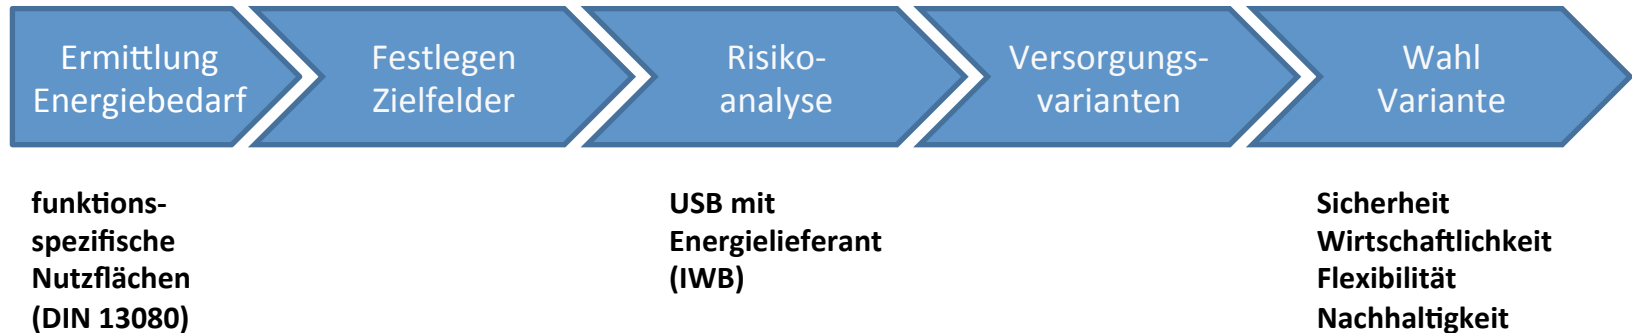 Ermittlung
Energiebedarf
Festlegen
Zielfelder
Risiko-
analyse
Versorgungs-
varianten
Wahl
Variante
funktions-
spezifische
Nutzflächen
(DIN 13080)
USB mit
Energielieferant
(IWB)
Sicherheit
Wirtschaftlichkeit
Flexibilität
Nachhaltigkeit